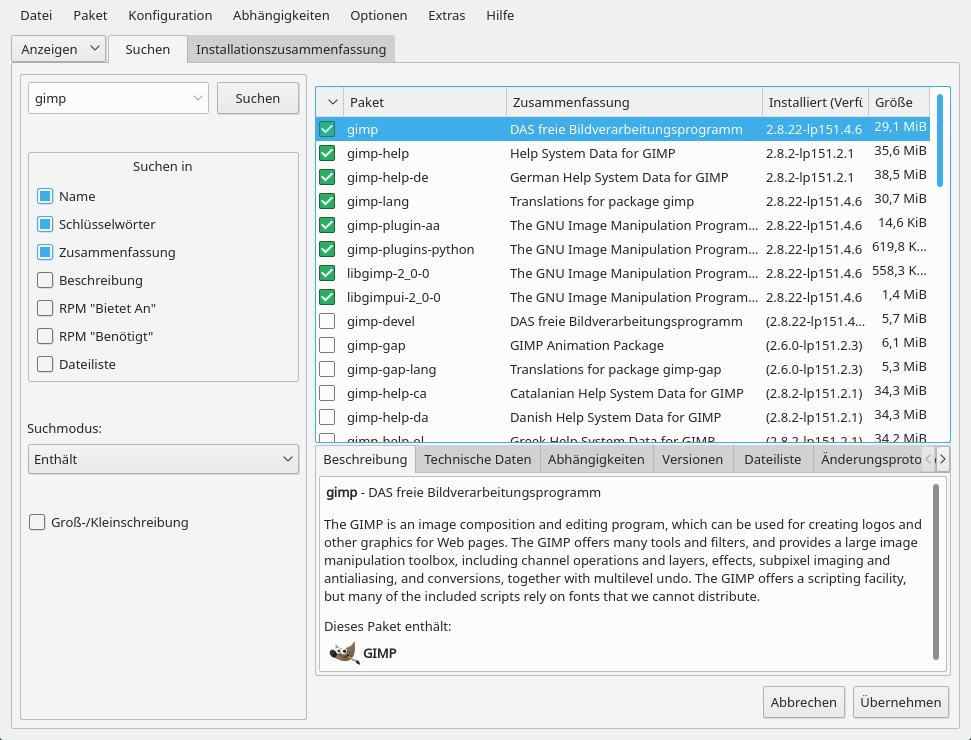 Datei Paket Konfiguration Abhängigkeiten Optionen Extras Hilfe
Anzeigen Suchen Installationszusammenfassung
gimp Suchen
Suchen in
Name
Schlüsselwörter
Zusammenfassung
Beschreibung
RPM "Bietet An"
RPM "Benötigt"
Dateiliste
Suchmodus:
Enthält
Groß-/Kleinschreibung
Paket Zusammenfassung Installiert (Verfü Größe
gimp DAS freie Bildverarbeitungsprogramm 2.8.22-lp151.4.6 29,1 MiB
gimp-help Help System Data for GIMP 2.8.2-lp151.2.1 35,6 MiB
gimp-help-de German Help System Data for GIMP 2.8.2-lp151.2.1 38,5 MiB
gimp-lang Translations for package gimp 2.8.22-lp151.4.6 30,7 MiB
gimp-plugin-aa The GNU Image Manipulation Program... 2.8.22-lp151.4.6 14,6 KiB
gimp-plugins-python The GNU Image Manipulation Program... 2.8.22-lp151.4.6 619,8 K...
libgimp-2_0-0 The GNU Image Manipulation Program... 2.8.22-lp151.4.6 558,3 K...
libgimpui-2_0-0 The GNU Image Manipulation Program... 2.8.22-lp151.4.6 1,4 MiB
gimp-devel DAS freie Bildverarbeitungsprogramm (2.8.22-lp151.4... 5,7 MiB
gimp-gap GIMP Animation Package (2.6.0-lp151.2.3) 6,1 MiB
gimp-gap-lang Translations for package gimp-gap (2.6.0-lp151.2.3) 5,3 MiB
gimp-help-ca Catalanian Help System Data for GIMP (2.8.2-lp151.2.1) 34,3 MiB
gimp-help-da Danish Help System Data for GIMP (2.8.2-lp151.2.1) 34,3 MiB
gimp-help-el Greek Help System Data for GIMP (2.8.2-lp151.2.1) 34,2 MiB
Beschreibung Technische Daten Abhängigkeiten Versionen Dateiliste Änderungsproto
gimp - DAS freie Bildverarbeitungsprogramm
The GIMP is an image composition and editing program, which can be used for creating logos and
other graphics for Web pages. The GIMP offers many tools and filters, and provides a large image
manipulation toolbox, including channel operations and layers, effects, subpixel imaging and
antialiasing, and conversions, together with multilevel undo. The GIMP offers a scripting facility,
but many of the included scripts rely on fonts that we cannot distribute.
Dieses Paket enthält:
GIMP
Abbrechen Übernehmen